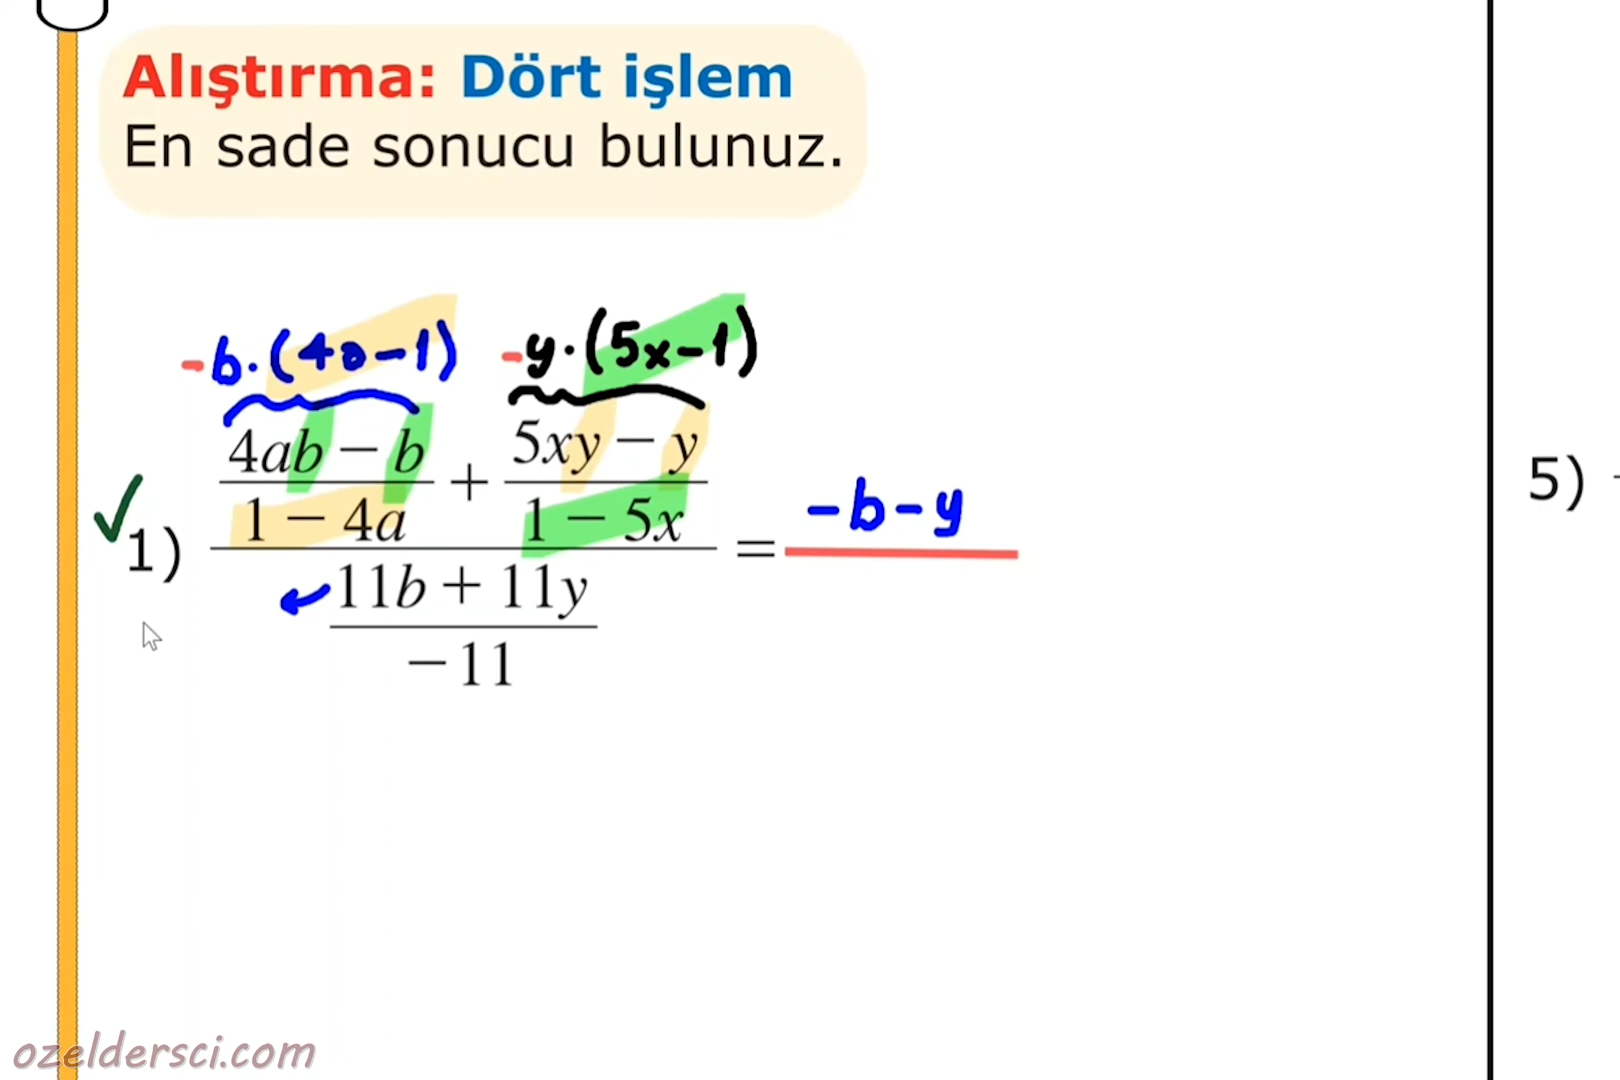 Alıştırma: Dört işlem
En sade sonucu bulunuz.
-b·(4a-1) -y·(5x-1)
4ab − b + 5xy − y
1 − 4a 1 − 5x
1) = -b-y
11b + 11y
−11
5)
ozeldersci.com